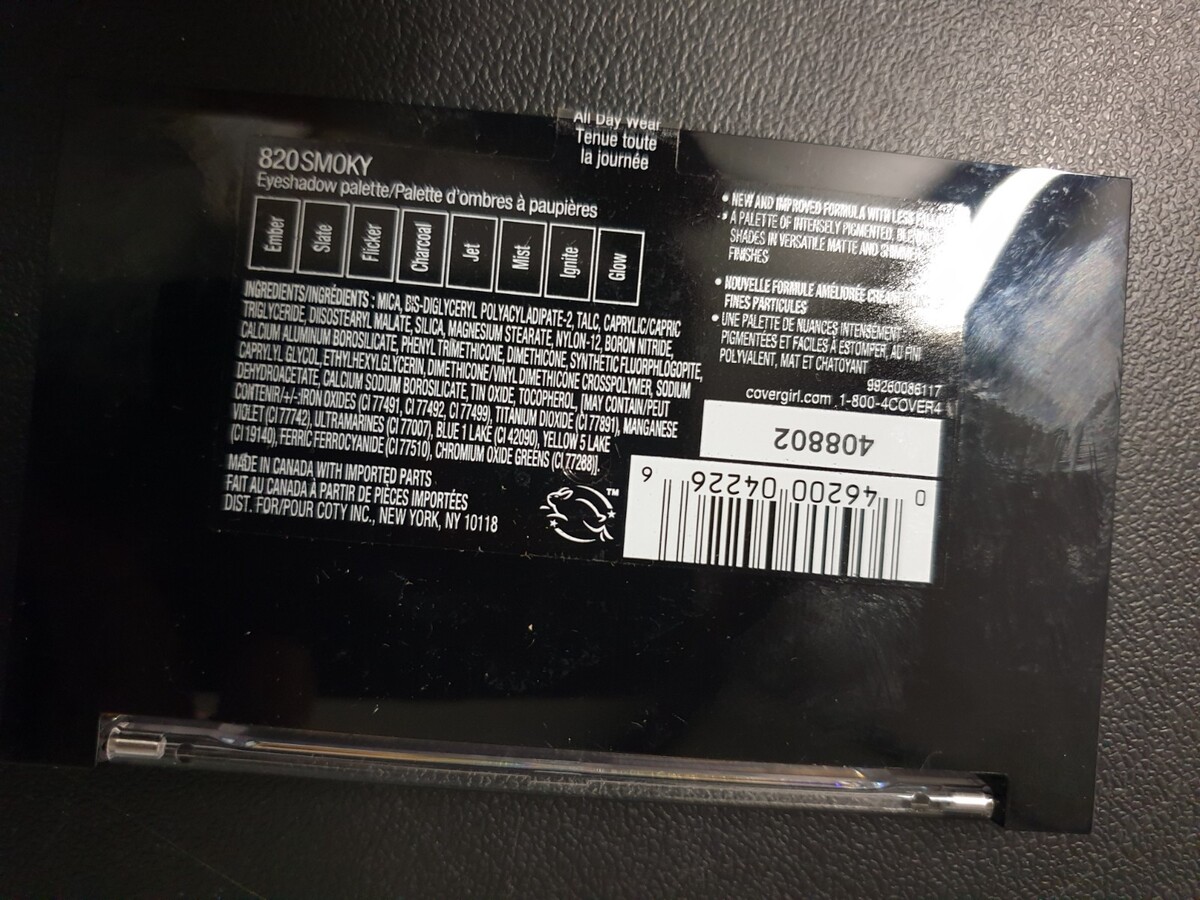 All Day Wear
Tenue toute
la journée
820 SMOKY
Eyeshadow palette/Palette d'ombres à paupières
Ember
Slate
Flicker
Charcoal
Jet
Mist
Ignite
Glow
INGREDIENTS/INGRÉDIENTS : MICA, BIS-DIGLYCERYL POLYACYLADIPATE-2, TALC, CAPRYLIC/CAPRIC
TRIGLYCERIDE, DIISOSTEARYL MALATE, SILICA, MAGNESIUM STEARATE, NYLON-12, BORON NITRIDE,
CALCIUM ALUMINUM BOROSILICATE, PHENYL TRIMETHICONE, DIMETHICONE, SYNTHETIC FLUORPHLOGOPITE,
CAPRYLYL GLYCOL, ETHYLHEXYLGLYCERIN, DIMETHICONE/VINYL DIMETHICONE CROSSPOLYMER, SODIUM
DEHYDROACETATE, CALCIUM SODIUM BOROSILICATE, TIN OXIDE, TOCOPHEROL, [MAY CONTAIN/PEUT
CONTENIR/+/-:IRON OXIDES (CI 77491, CI 77492, CI 77499), TITANIUM DIOXIDE (CI 77891), MANGANESE
VIOLET (CI 77742), ULTRAMARINES (CI 77007), BLUE 1 LAKE (CI 42090), YELLOW 5 LAKE
(CI 19140), FERRIC FERROCYANIDE (CI 77510), CHROMIUM OXIDE GREENS (CI 77288)].
MADE IN CANADA WITH IMPORTED PARTS
FAIT AU CANADA À PARTIR DE PIÈCES IMPORTÉES
DIST. FOR/POUR COTY INC., NEW YORK, NY 10118
TM
• NEW AND IMPROVED FORMULA WITH LESS
• A PALETTE OF INTENSELY PIGMENTED,
SHADES IN VERSATILE MATTE AND
FINISHES
• NOUVELLE FORMULE AMÉLIORÉE
FINES PARTICULES
• UNE PALETTE DE NUANCES INTENSÉMENT
PIGMENTÉES ET FACILES À ESTOMPER, AU FINI
POLYVALENT, MAT ET CHATOYANT
99260086117
covergirl.com 1-800-4COVER4
408802
0 46200 04226 6